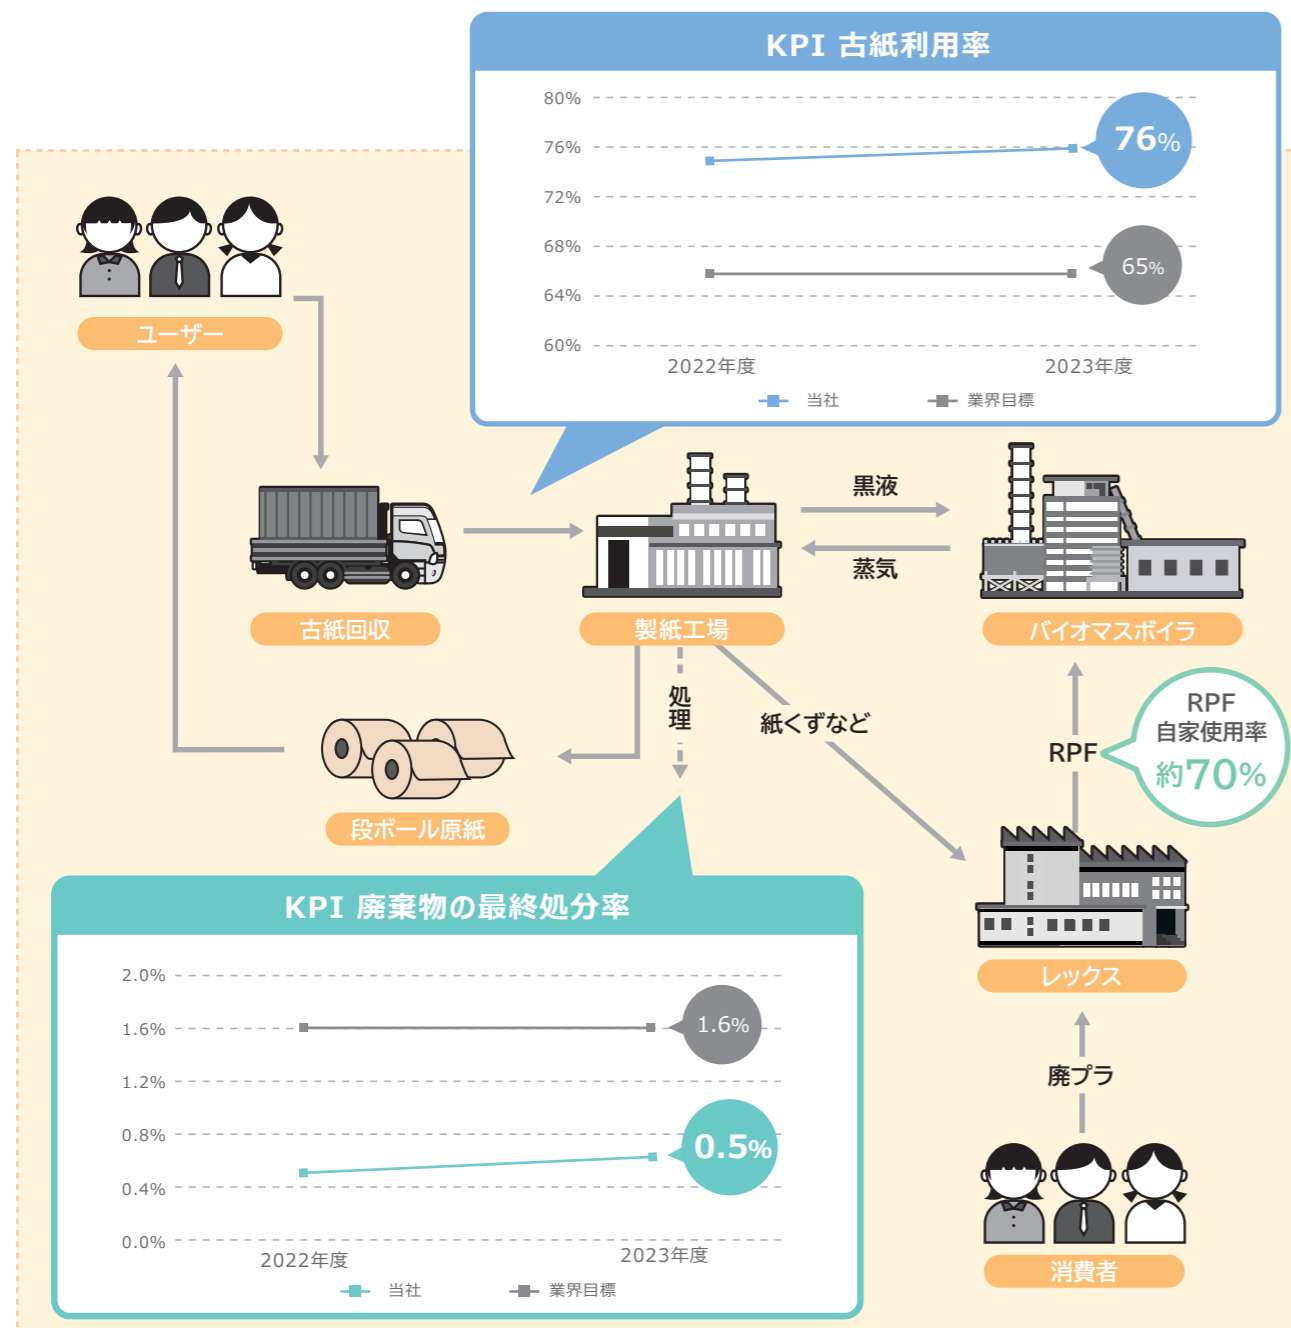 KPI 古紙利用率
80%
76%
72%
68%
64%
60%
76%
65%
2022年度
2023年度
当社
業界目標
ユーザー
古紙回収
製紙工場
黒液
蒸気
バイオマスボイラ
処理
紙くずなど
RPF
RPF
自家使用率
約70%
段ボール原紙
レックス
廃プラ
消費者
KPI 廃棄物の最終処分率
2.0%
1.6%
1.2%
0.8%
0.4%
0.0%
1.6%
0.5%
2022年度
2023年度
当社
業界目標